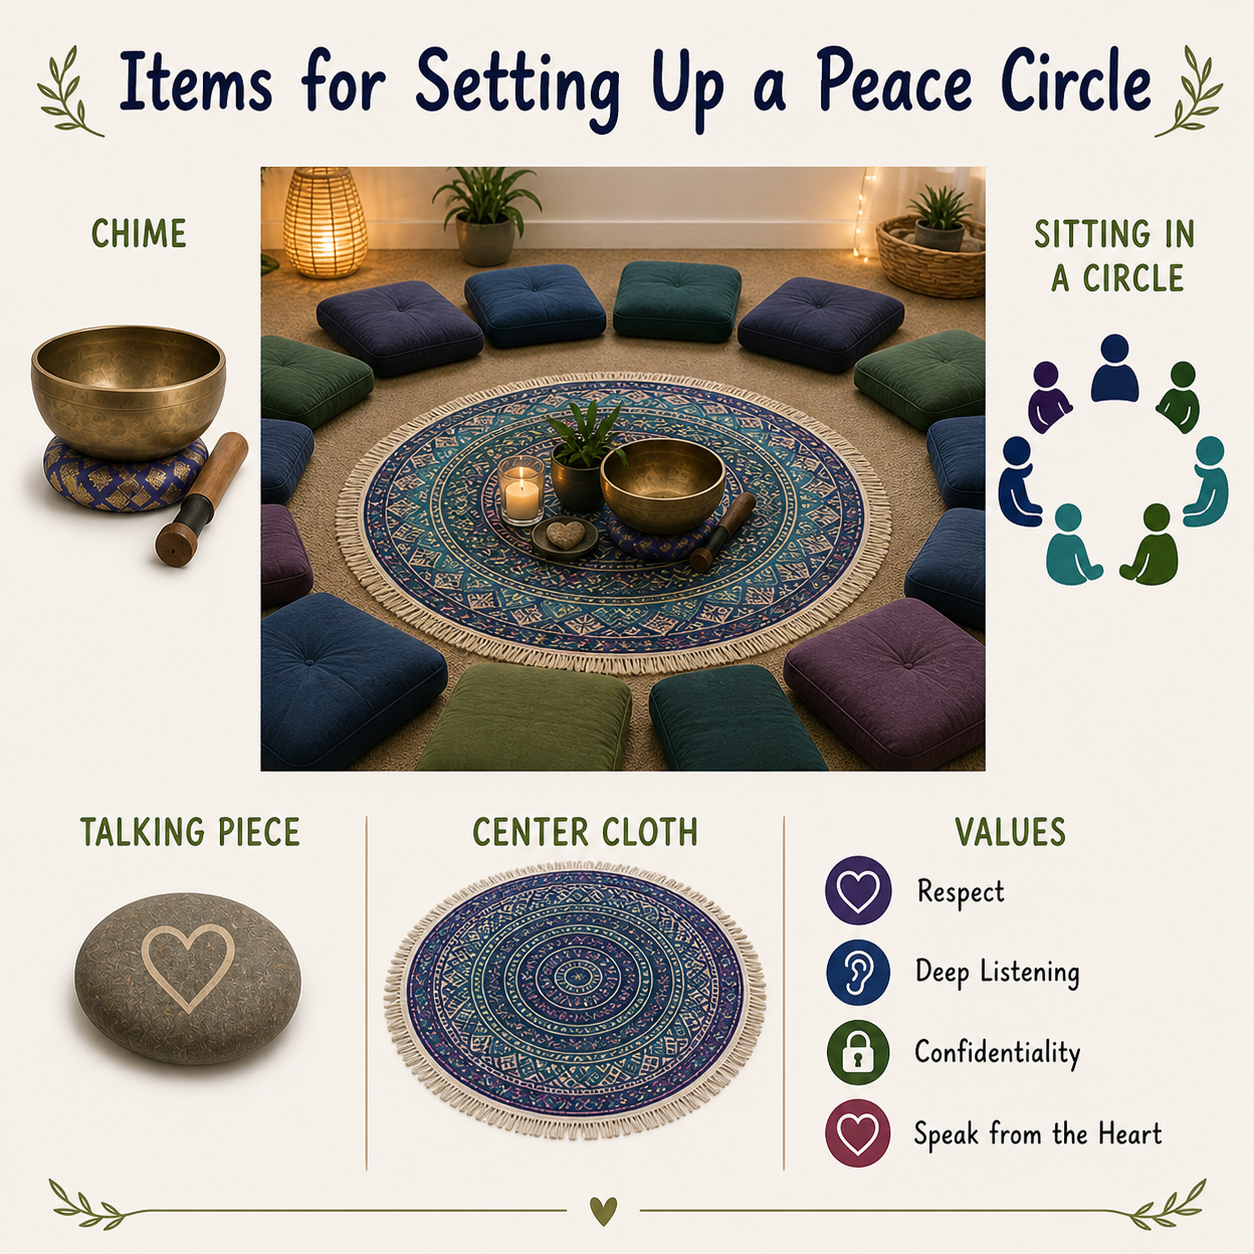 Items for Setting Up a Peace Circle
CHIME
SITTING IN
A CIRCLE
TALKING PIECE
CENTER CLOTH
VALUES
Respect
Deep Listening
Confidentiality
Speak from the Heart